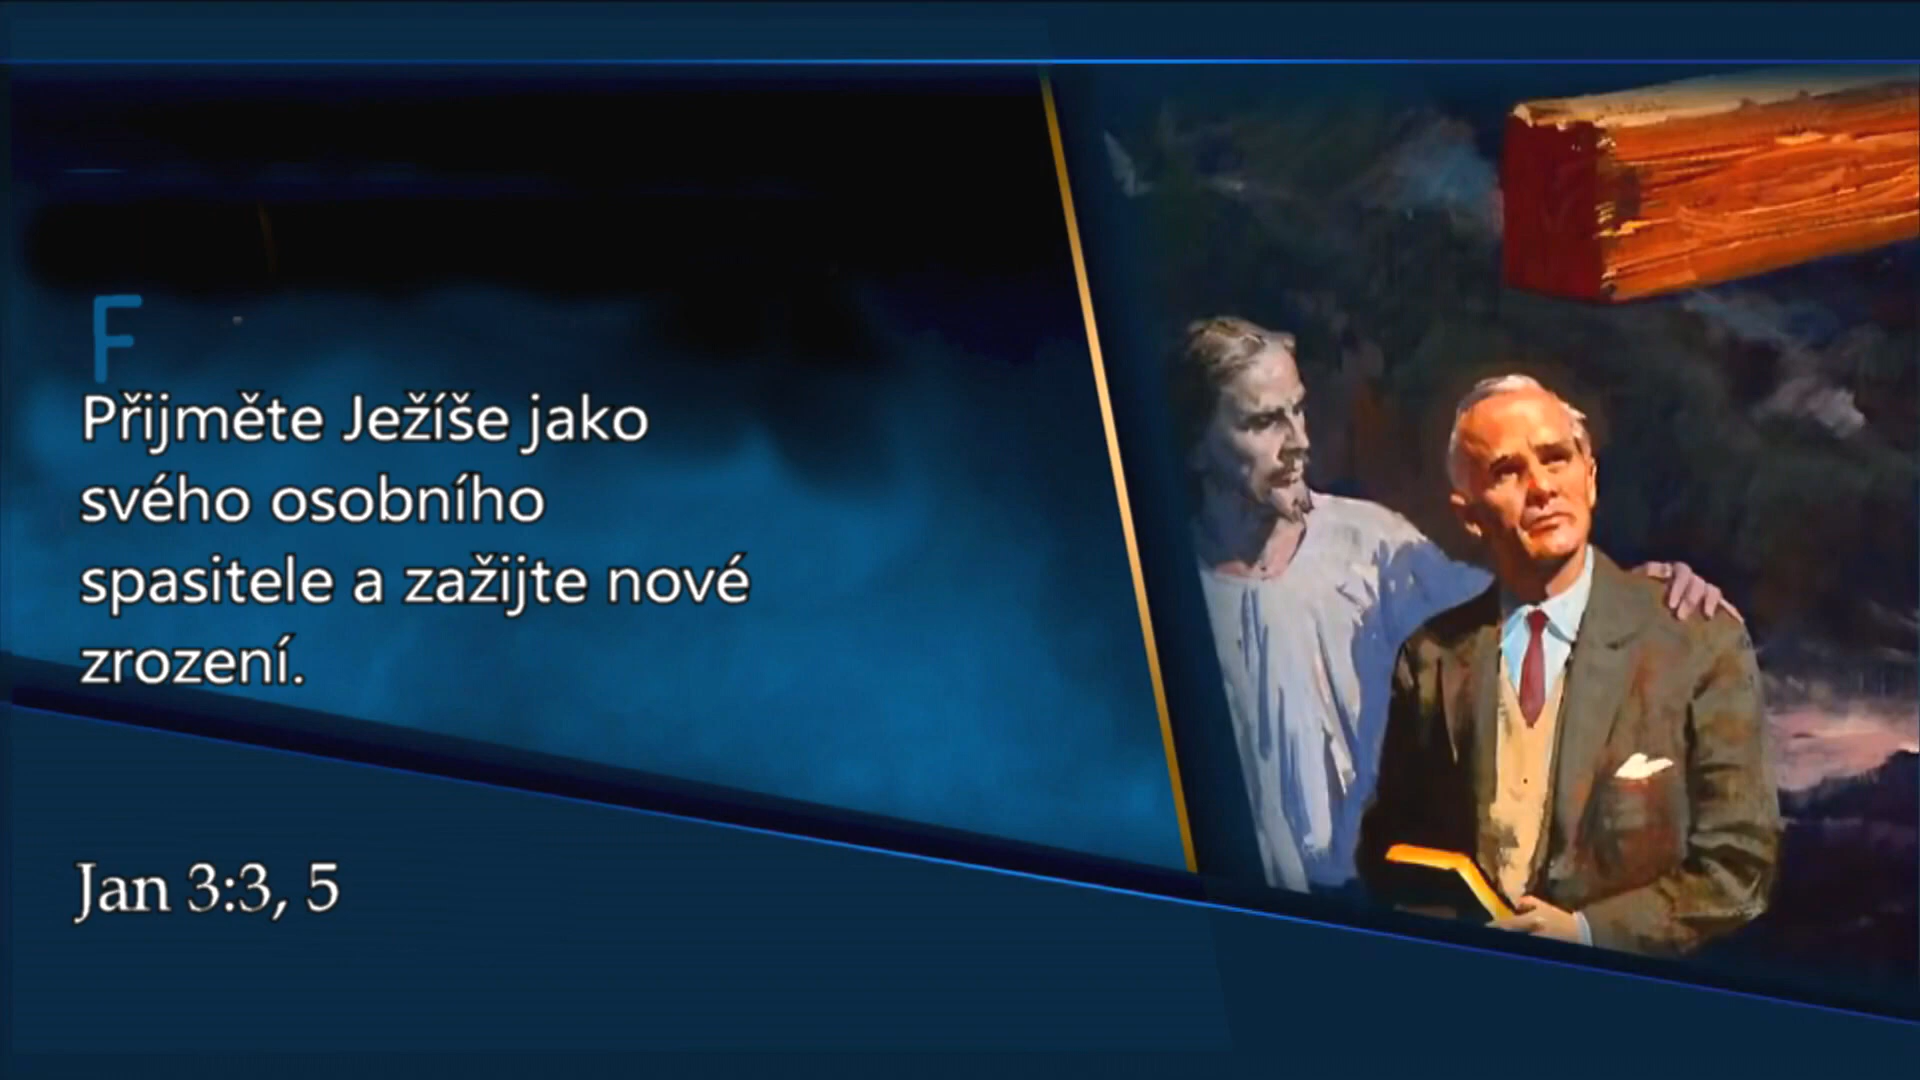 F
Přijměte Ježíše jako
svého osobního
spasitele a zažijte nové
zrození.
Jan 3:3, 5